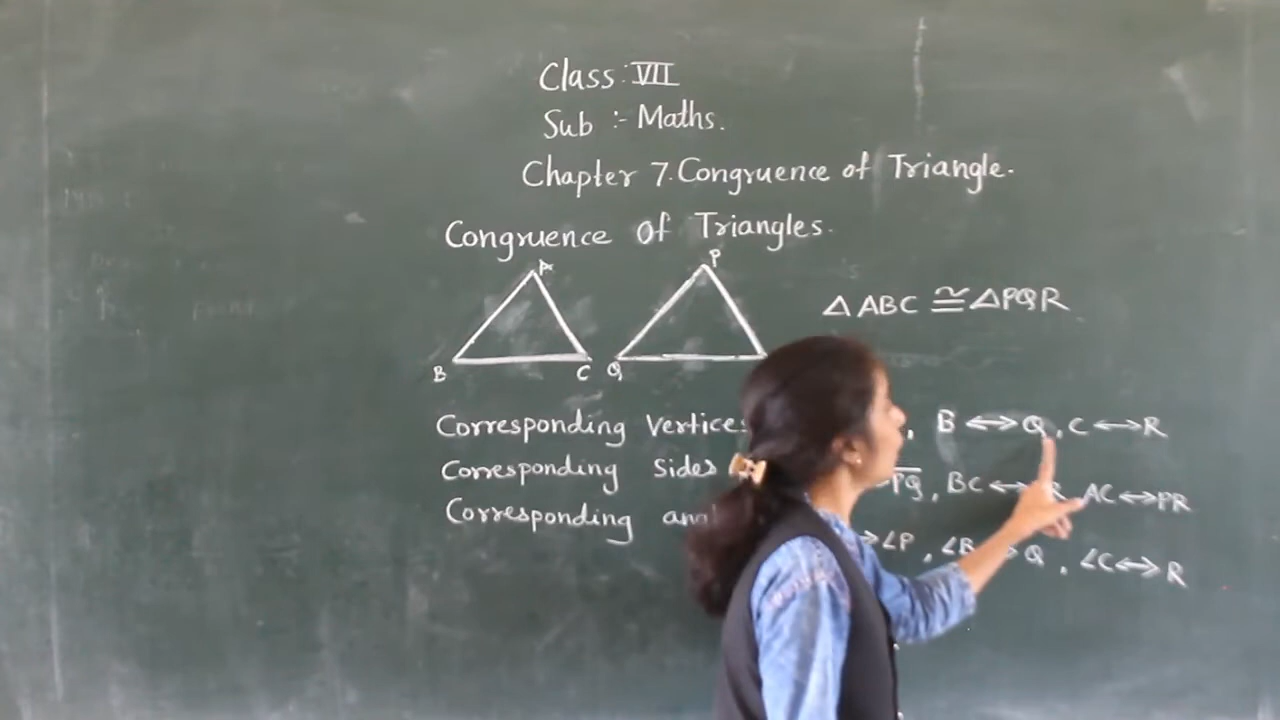 Class : VII
Sub :- Maths.
Chapter 7. Congruence of Triangle.
Congruence of Triangles.
A P
△ ABC ≅ △PQR
B C Q
Corresponding Vertices , B ↔ Q , C ↔ R
Corresponding sides PQ , BC ↔ R AC ↔ PR
Corresponding ∠P , ∠B Q , ∠C ↔ R